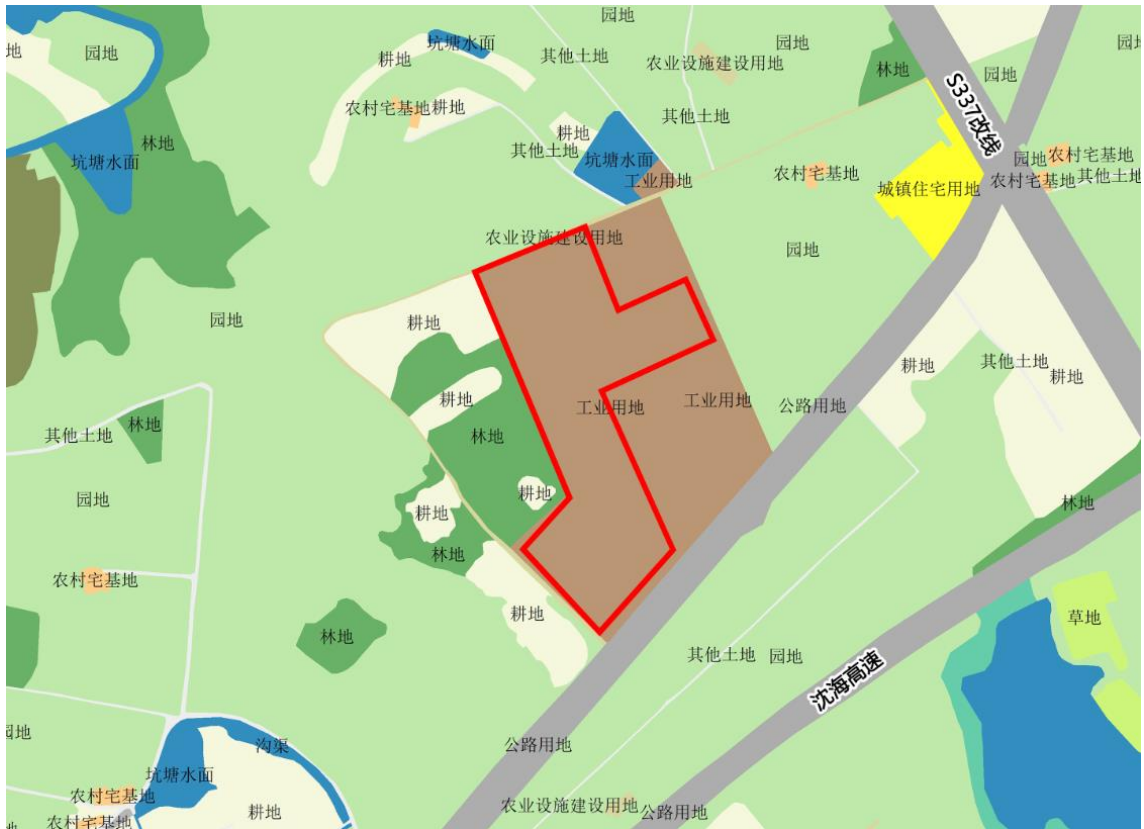 园地
园地
坑塘水面
地
耕地
其他土地
农业设施建设用地
园地
园地
林地
园地
S337改线
农村宅基地
耕地
其他土地
耕地
林地
坑塘水面
其他土地
坑塘水面
工业用地
农村宅基地
城镇住宅用地
园地
农村宅基地
农村宅基地
其他土地
农业设施建设用地
园地
园地
耕地
耕地
其他土地
耕地
耕地
工业用地
工业用地
公路用地
林地
其他土地
林地
园地
耕地
耕地
林地
林地
农村宅基地
耕地
草地
林地
其他土地
园地
沈海高速
园地
沟渠
公路用地
坑塘水面
农村宅基地
耕地
农业设施建设用地
公路用地
农村宅基地
地